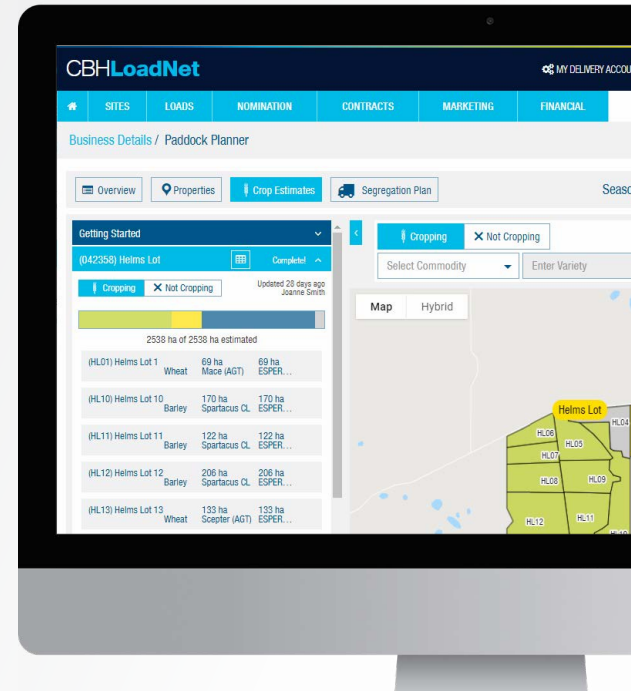 CBHLoadNet
MY DELIVERY ACCOU
SITES LOADS NOMINATION CONTRACTS MARKETING FINANCIAL
Business Details / Paddock Planner
Overview Properties Crop Estimates Segregation Plan Seaso
Getting Started
(042358) Helms Lot Complete!
Cropping Not Cropping
Updated 28 days ago
Joanne Smith
2538 ha of 2538 ha estimated
(HL01) Helms Lot 1 69 ha 69 ha
Wheat Mace (AGT) ESPER...
(HL10) Helms Lot 10 170 ha 170 ha
Barley Spartacus CL ESPER...
(HL11) Helms Lot 11 122 ha 122 ha
Barley Spartacus CL ESPER...
(HL12) Helms Lot 12 206 ha 206 ha
Barley Spartacus CL ESPER...
(HL13) Helms Lot 13 133 ha 133 ha
Wheat Scepter (AGT) ESPER...
Cropping Not Cropping
Select Commodity Enter Variety
Map Hybrid
Helms Lot
HL04
HL06
HL05
HL07
HL08 HL09
HL12 HL11